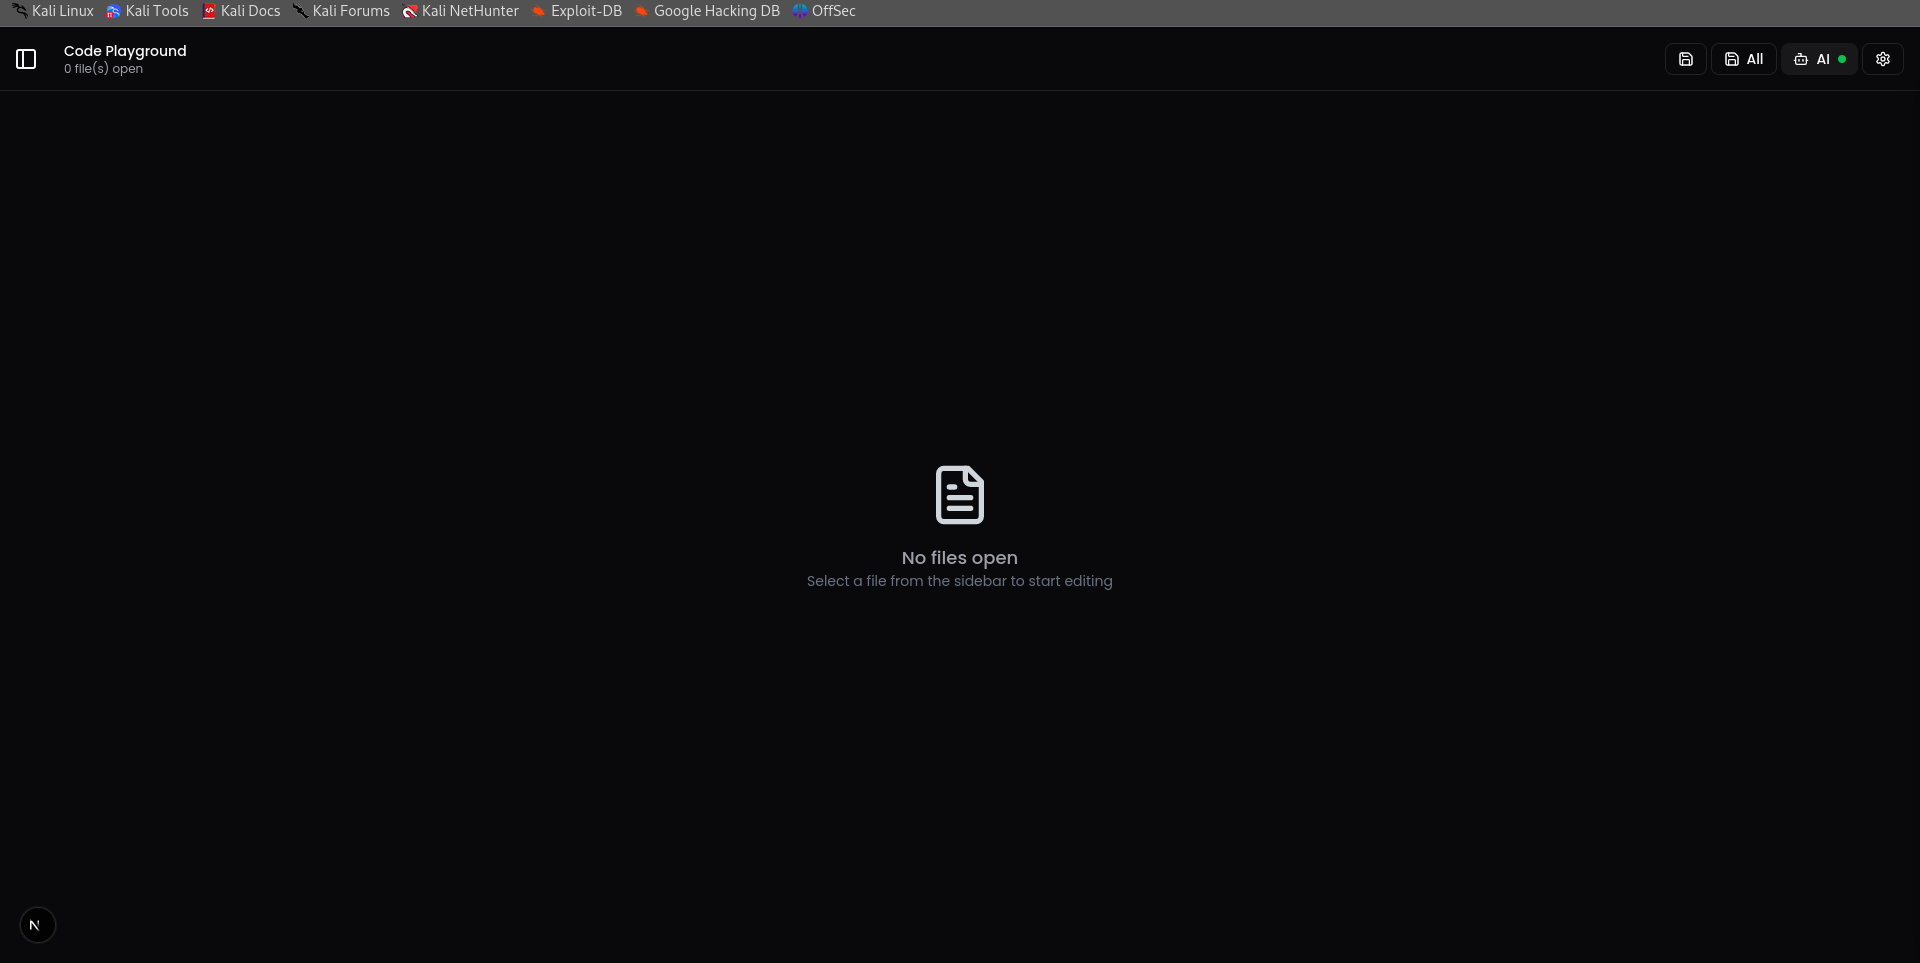 Kali Linux Kali Tools Kali Docs Kali Forums Kali NetHunter Exploit-DB Google Hacking DB OffSec
Code Playground
0 file(s) open
All AI
No files open
Select a file from the sidebar to start editing
N